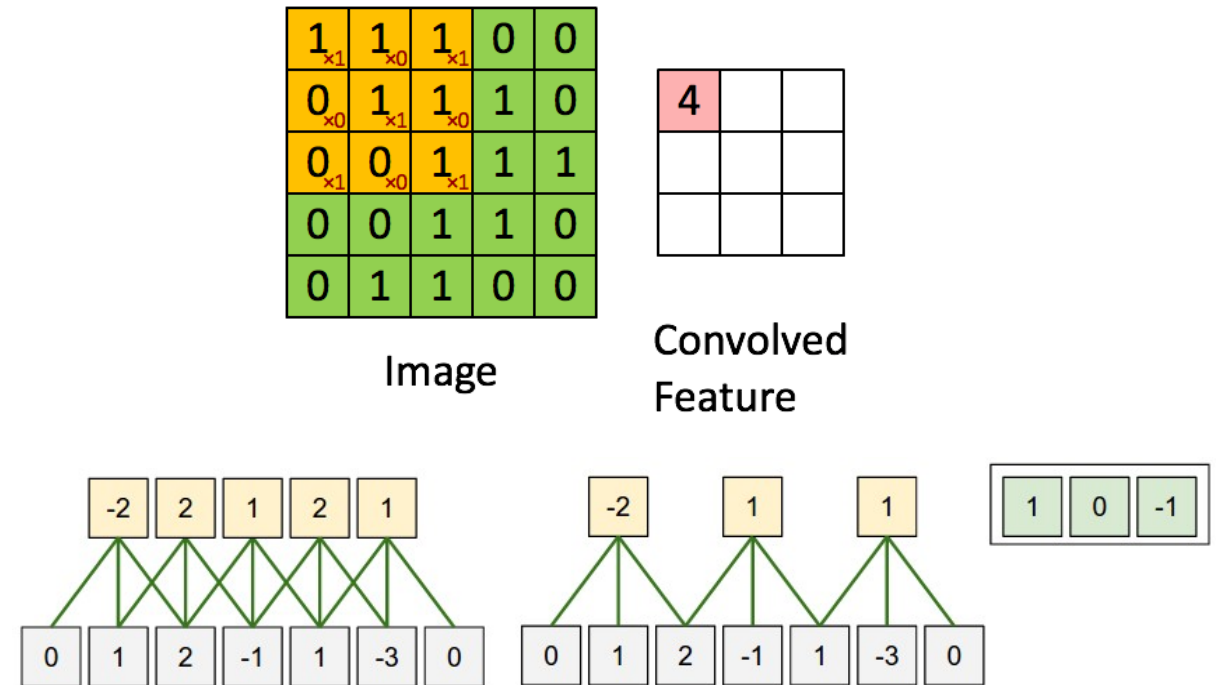 1×1 1×0 1×1 0 0
0×0 1×1 1×0 1 0
0×1 0×0 1×1 1 1
0 0 1 1 0
0 1 1 0 0
Image
4
Convolved
Feature
-2 2 1 2 1
0 1 2 -1 1 -3 0
-2 1 1
0 1 2 -1 1 -3 0
1 0 -1